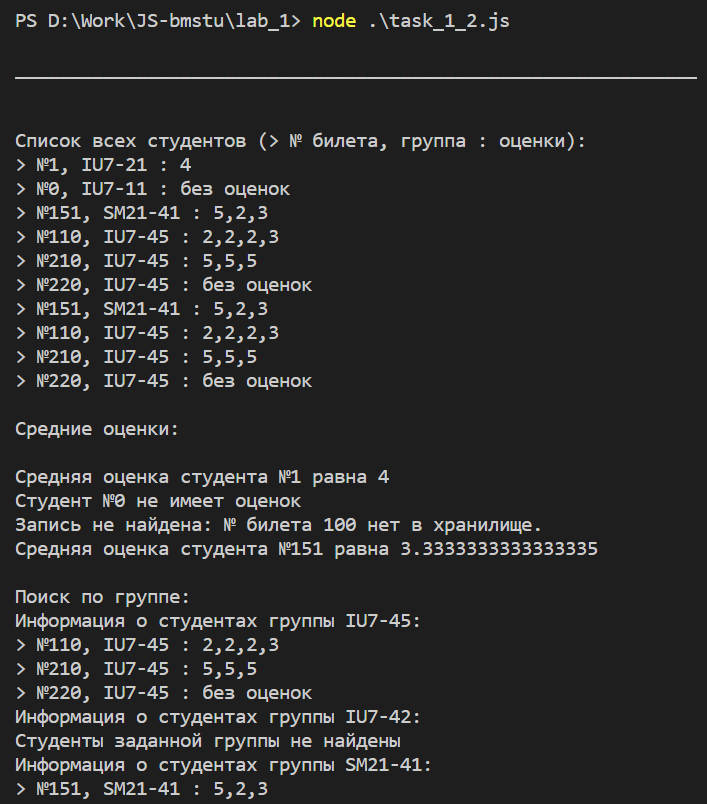 PS D:\Work\JS-bmstu\lab_1> node .\task_1_2.js
______________________________________________________________
Список всех студентов (> № билета, группа : оценки):
> №1, IU7-21 : 4
> №0, IU7-11 : без оценок
> №151, SM21-41 : 5,2,3
> №110, IU7-45 : 2,2,2,3
> №210, IU7-45 : 5,5,5
> №220, IU7-45 : без оценок
> №151, SM21-41 : 5,2,3
> №110, IU7-45 : 2,2,2,3
> №210, IU7-45 : 5,5,5
> №220, IU7-45 : без оценок
Средние оценки:
Средняя оценка студента №1 равна 4
Студент №0 не имеет оценок
Запись не найдена: № билета 100 нет в хранилище.
Средняя оценка студента №151 равна 3.3333333333333335
Поиск по группе:
Информация о студентах группы IU7-45:
> №110, IU7-45 : 2,2,2,3
> №210, IU7-45 : 5,5,5
> №220, IU7-45 : без оценок
Информация о студентах группы IU7-42:
Студенты заданной группы не найдены
Информация о студентах группы SM21-41:
> №151, SM21-41 : 5,2,3